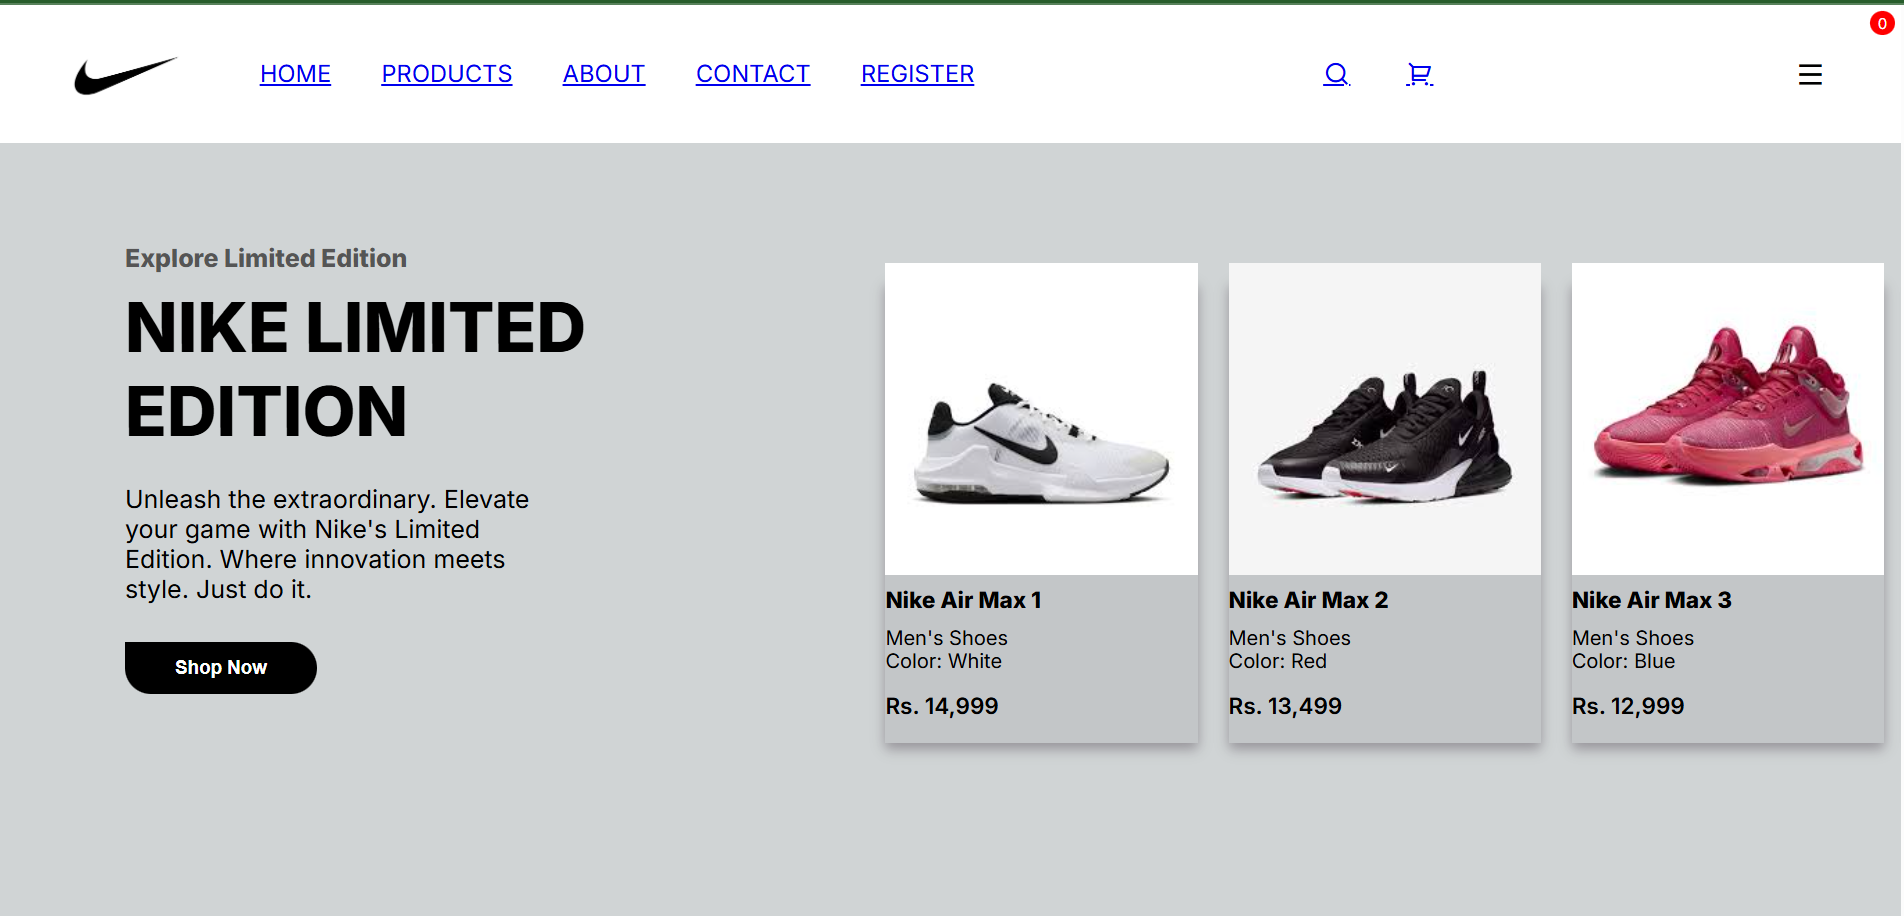 0
HOME PRODUCTS ABOUT CONTACT REGISTER
Explore Limited Edition
NIKE LIMITED
EDITION
Unleash the extraordinary. Elevate
your game with Nike's Limited
Edition. Where innovation meets
style. Just do it.
Shop Now
Nike Air Max 1
Men's Shoes
Color: White
Rs. 14,999
Nike Air Max 2
Men's Shoes
Color: Red
Rs. 13,499
Nike Air Max 3
Men's Shoes
Color: Blue
Rs. 12,999